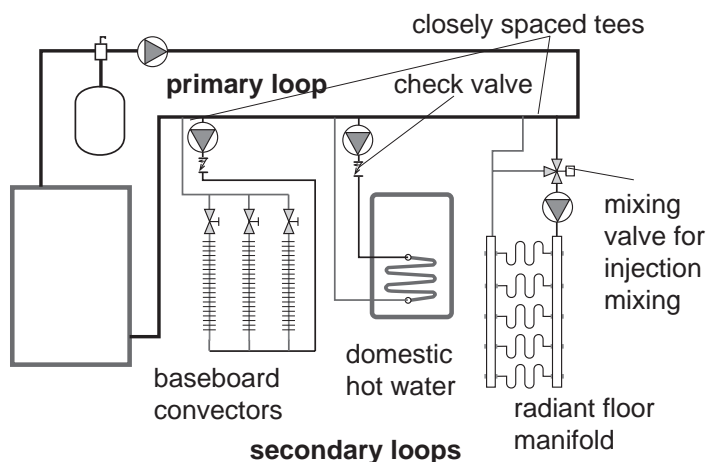 closely spaced tees
primary loop
check valve
mixing
valve for
injection
mixing
baseboard
convectors
domestic
hot water
radiant floor
manifold
secondary loops